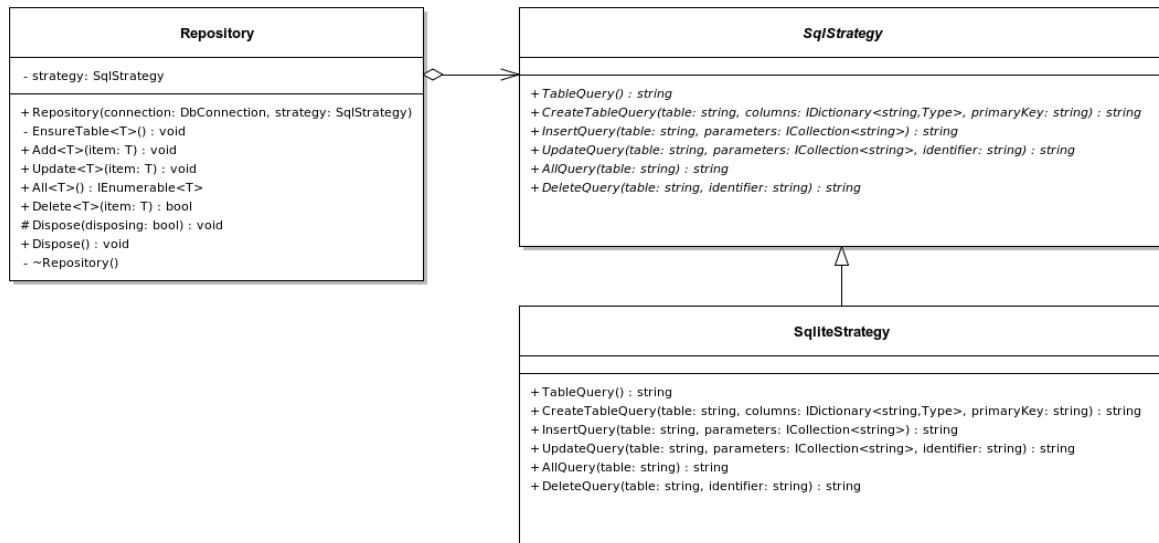 Repository
- strategy: SqlStrategy
+ Repository(connection: DbConnection, strategy: SqlStrategy)
- EnsureTable<T>() : void
+ Add<T>(item: T) : void
+ Update<T>(item: T) : void
+ All<T>() : IEnumerable<T>
+ Delete<T>(item: T) : bool
# Dispose(disposing: bool) : void
+ Dispose() : void
- ~Repository()
SqlStrategy
+ TableQuery() : string
+ CreateTableQuery(table: string, columns: IDictionary<string,Type>, primaryKey: string) : string
+ InsertQuery(table: string, parameters: ICollection<string>) : string
+ UpdateQuery(table: string, parameters: ICollection<string>, identifier: string) : string
+ AllQuery(table: string) : string
+ DeleteQuery(table: string, identifier: string) : string
SqliteStrategy
+ TableQuery() : string
+ CreateTableQuery(table: string, columns: IDictionary<string,Type>, primaryKey: string) : string
+ InsertQuery(table: string, parameters: ICollection<string>) : string
+ UpdateQuery(table: string, parameters: ICollection<string>, identifier: string) : string
+ AllQuery(table: string) : string
+ DeleteQuery(table: string, identifier: string) : string